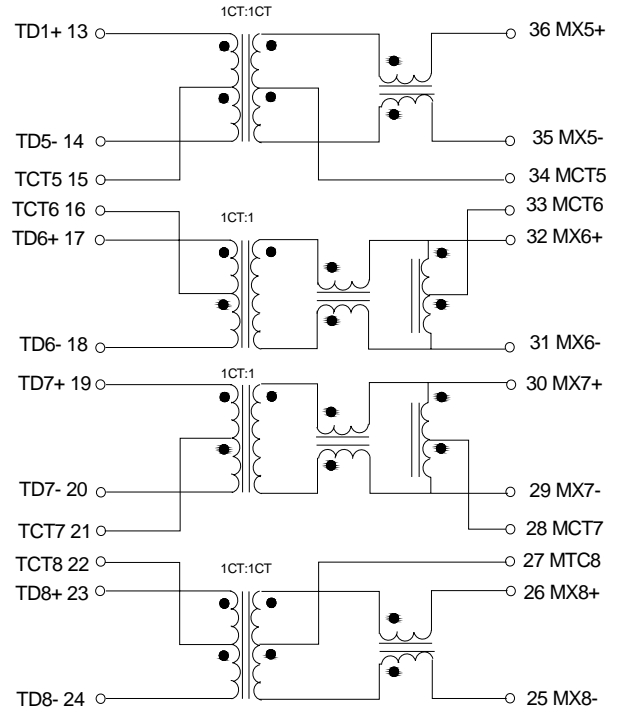 1CT:1CT
TD1+ 13
36 MX5+
TD5- 14
35 MX5-
TCT5 15
34 MCT5
TCT6 16
33 MCT6
1CT:1
TD6+ 17
32 MX6+
TD6- 18
31 MX6-
1CT:1
TD7+ 19
30 MX7+
TD7- 20
29 MX7-
TCT7 21
28 MCT7
TCT8 22
27 MTC8
1CT:1CT
TD8+ 23
26 MX8+
TD8- 24
25 MX8-